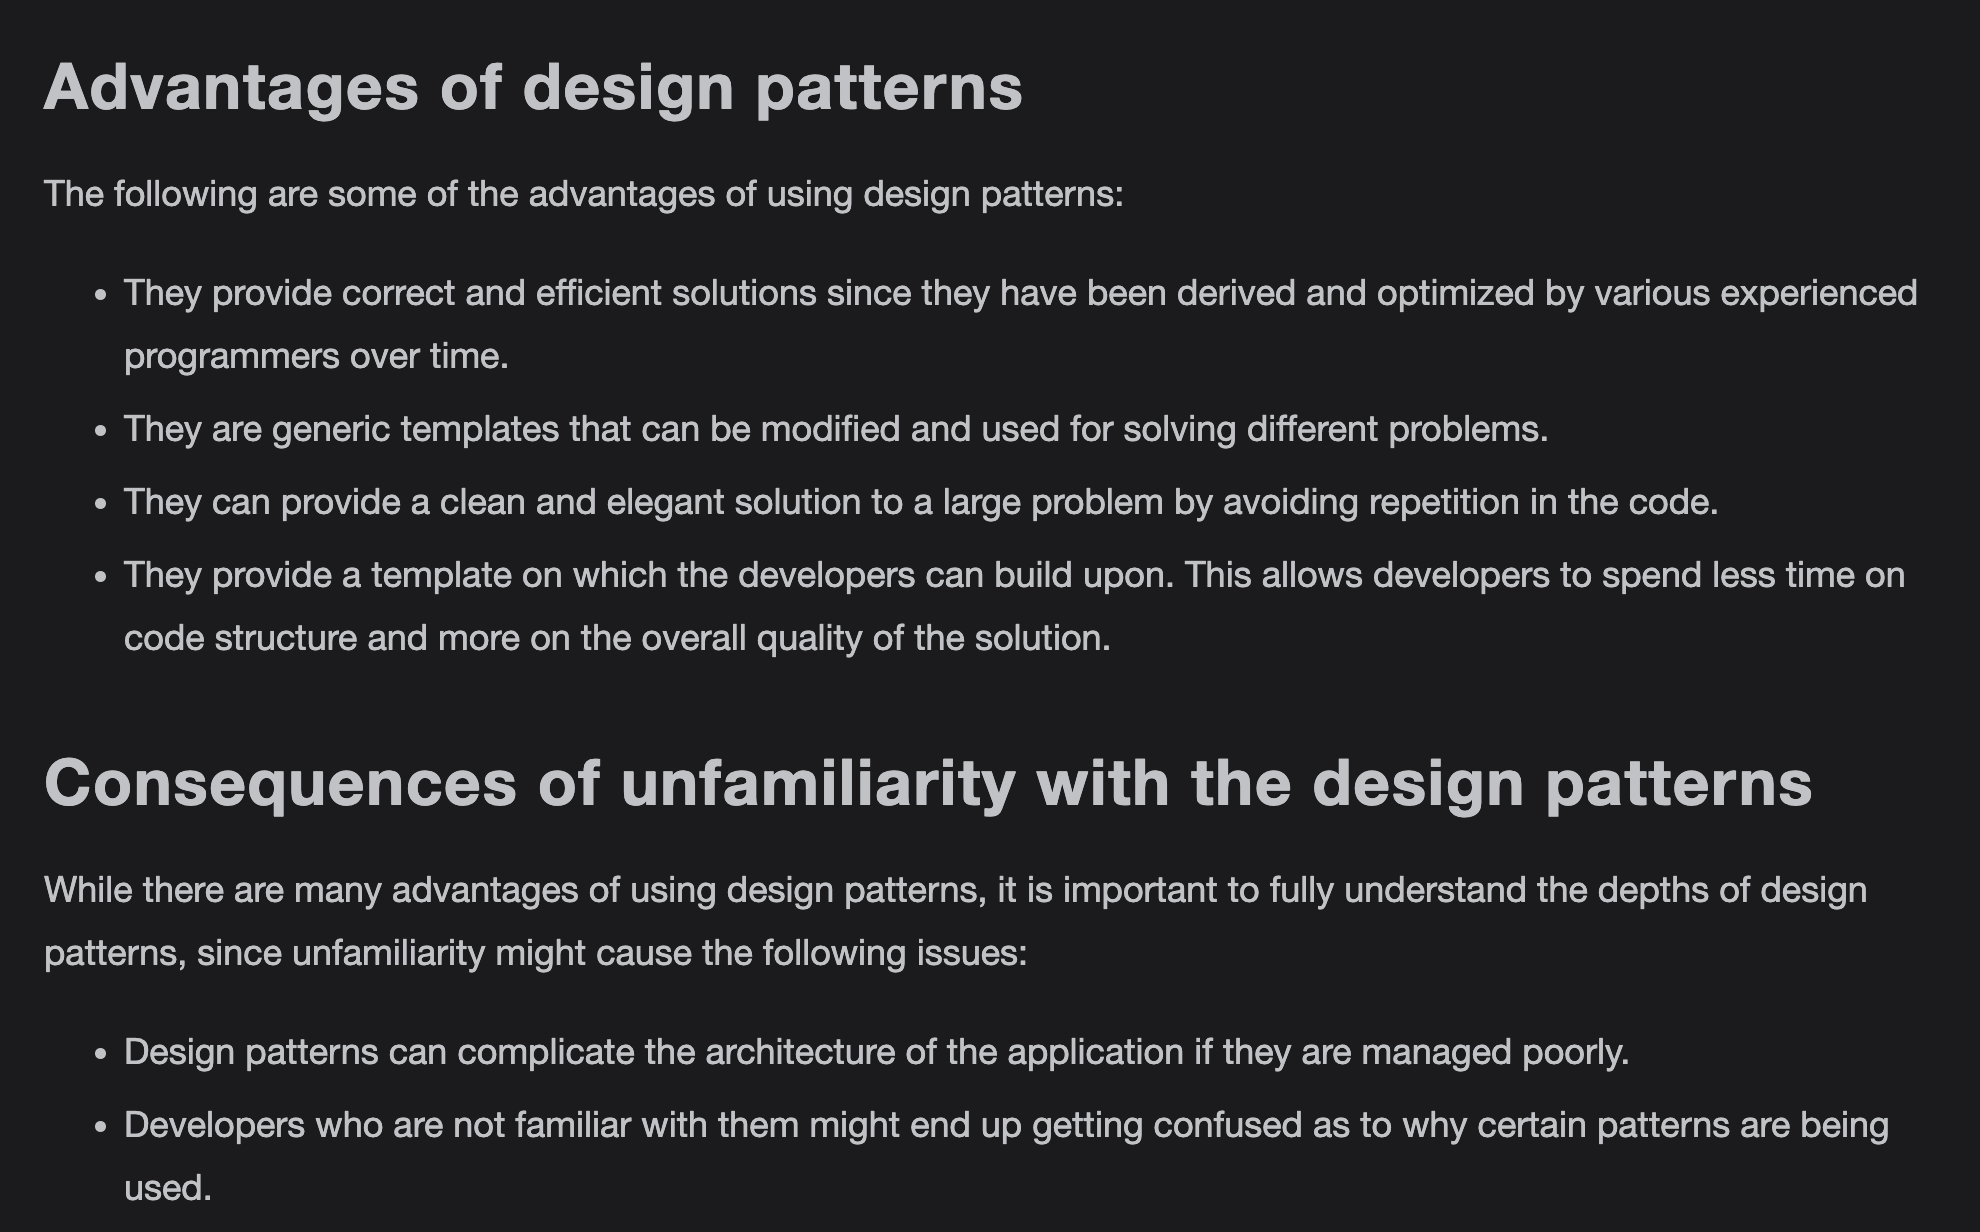 Advantages of design patterns
The following are some of the advantages of using design patterns:
• They provide correct and efficient solutions since they have been derived and optimized by various experienced
programmers over time.
• They are generic templates that can be modified and used for solving different problems.
• They can provide a clean and elegant solution to a large problem by avoiding repetition in the code.
• They provide a template on which the developers can build upon. This allows developers to spend less time on
code structure and more on the overall quality of the solution.
Consequences of unfamiliarity with the design patterns
While there are many advantages of using design patterns, it is important to fully understand the depths of design
patterns, since unfamiliarity might cause the following issues:
• Design patterns can complicate the architecture of the application if they are managed poorly.
• Developers who are not familiar with them might end up getting confused as to why certain patterns are being
used.